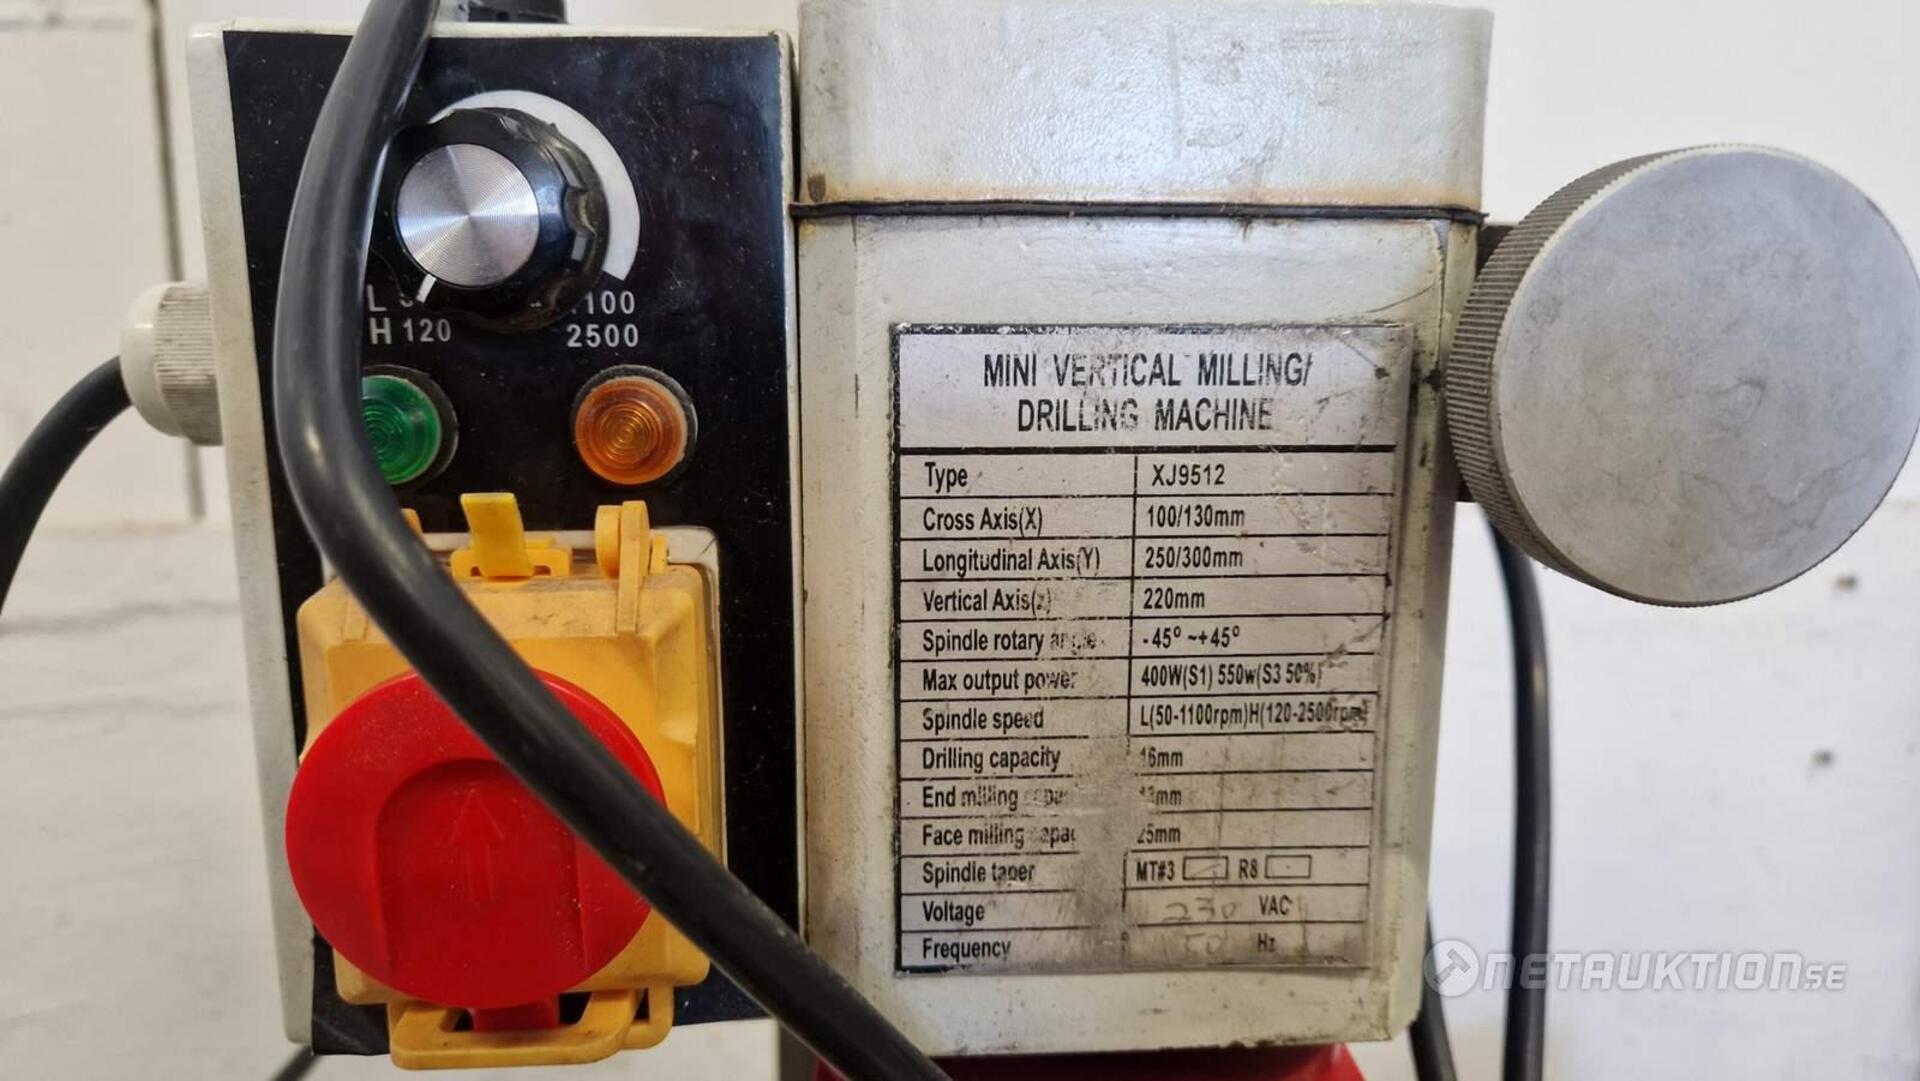 L 100
H 120 2500
MINI VERTICAL MILLING/
DRILLING MACHINE
Type XJ9512
Cross Axis(X) 100/130mm
Longitudinal Axis(Y) 250/300mm
Vertical Axis(z) 220mm
Spindle rotary angle -45° ~+45°
Max output power 400W(S1) 550w(S3 50%)
Spindle speed L(50-1100rpm)H(120-2500rpm)
Drilling capacity 16mm
End milling
Face milling 25mm
Spindle taper MT#3 R8
Voltage 230 VAC
Frequency 50 Hz
NETAUKTION.SE